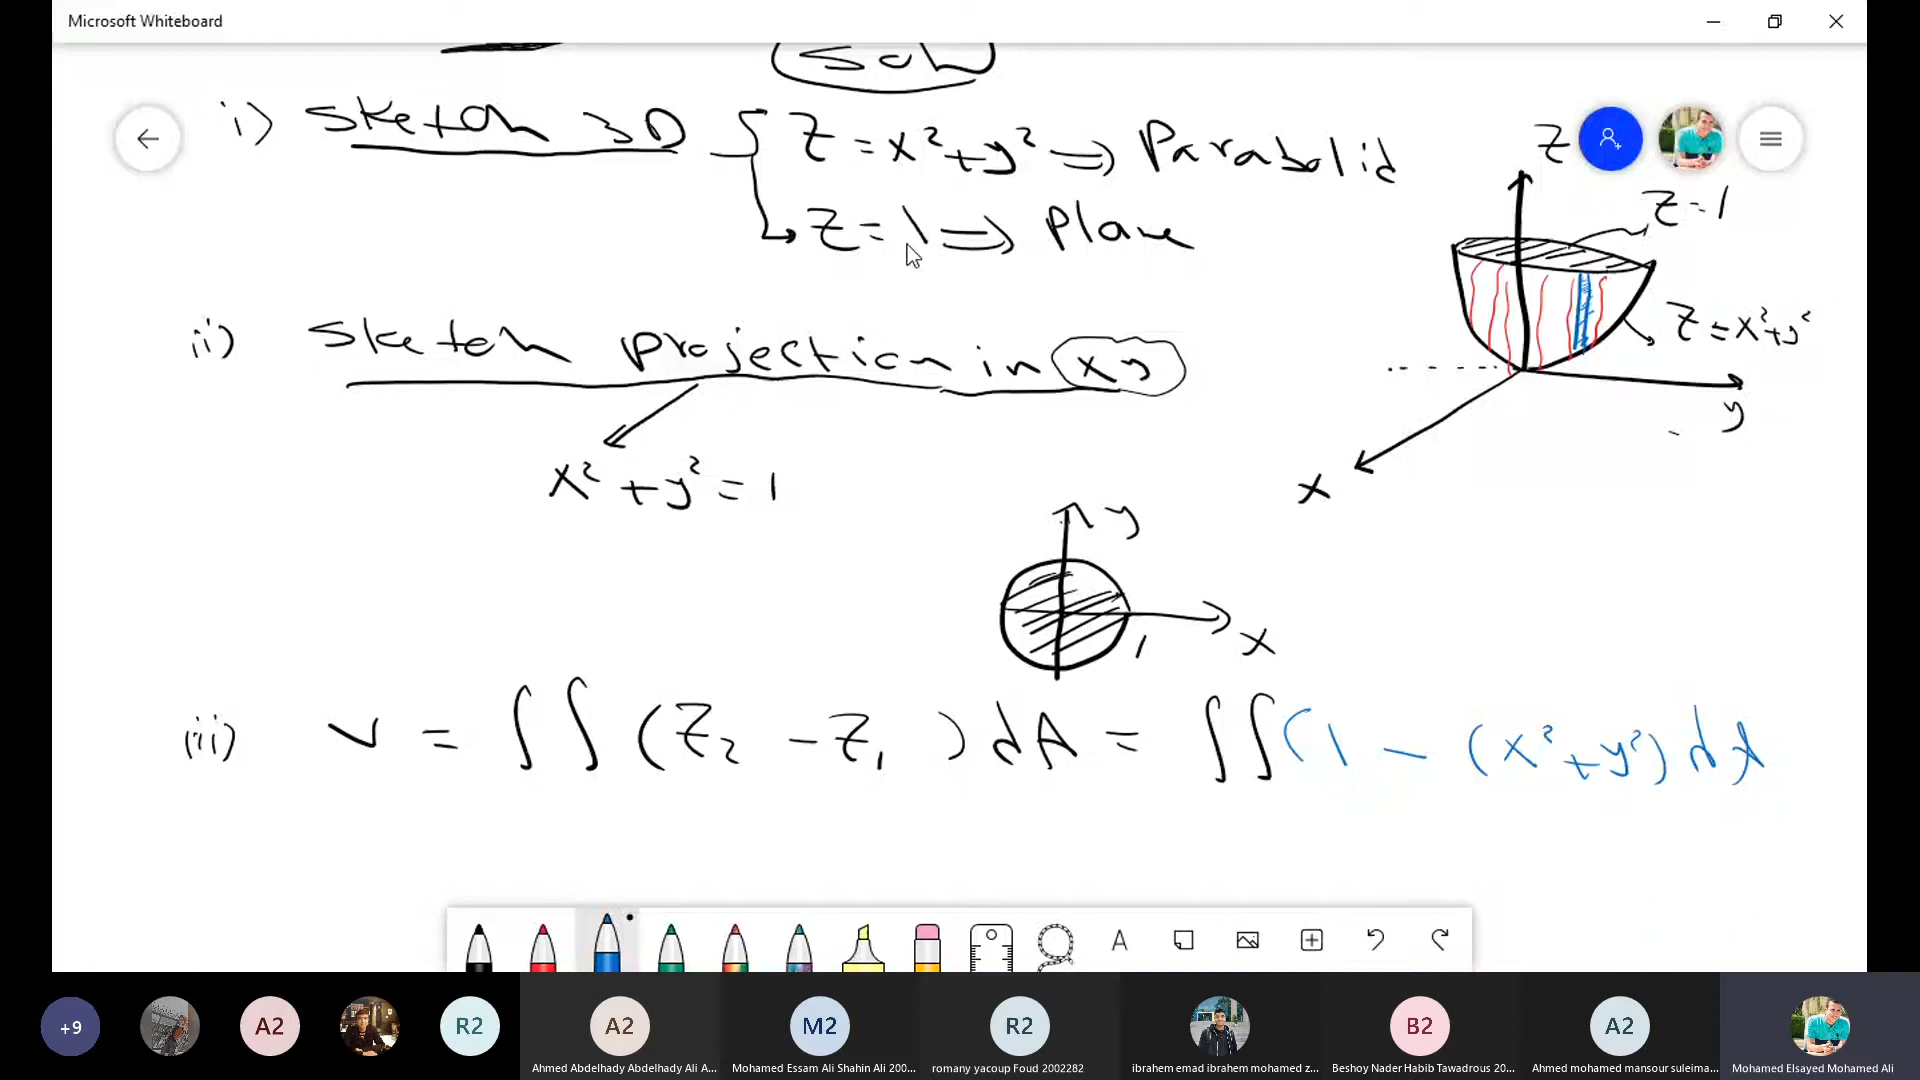 Microsoft Whiteboard
Soln
i) Sketch 3D { Z = x²+y² => Parabolid
Z = 1 => Plane
Z
Z = 1
Z = x²+y²
y
x
ii) Sketch projection in xy
x² + y² = 1
y
1
x
iii) V = ∫∫ (Z₂ - Z₁) dA = ∫∫ (1 - (x²+y²) dA
A
+9
A2
R2
A2
M2
R2
B2
A2
Ahmed Abdelhady Abdelhady Ali A...
Mohamed Essam Ali Shahin Ali 200...
romany yacoup Foud 2002282
ibrahem emad ibrahem mohamed z...
Beshoy Nader Habib Tawadrous 20...
Ahmed mohamed mansour suleima...
Mohamed Elsayed Mohamed Ali